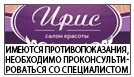 Ирис
салон красоты
ИМЕЮТСЯ ПРОТИВОПОКАЗАНИЯ,
НЕОБХОДИМО ПРОКОНСУЛЬТИ-
РОВАТЬСЯ СО СПЕЦИАЛИСТОМ